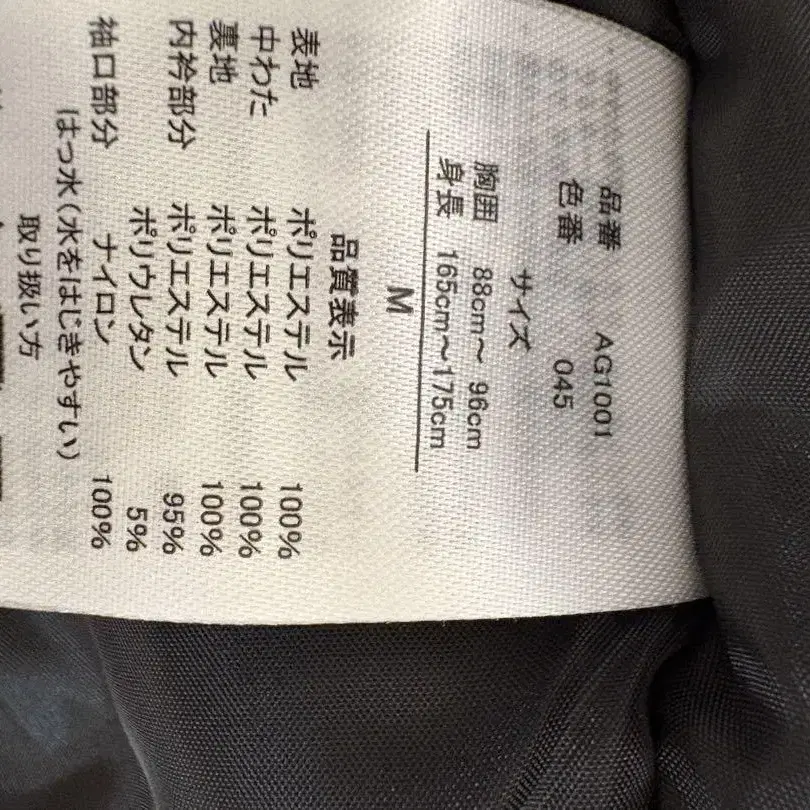 品番 AG1001
色番 045
サイズ
胸囲 88cm～ 96cm
身長 165cm～175cm
M
品質表示
表地 ポリエステル 100%
中わた ポリエステル 100%
裏地 ポリエステル 100%
内衿部分 ポリエステル 95%
ポリウレタン 5%
袖口部分 ナイロン 100%
はっ水(水をはじきやすい)
取り扱い方